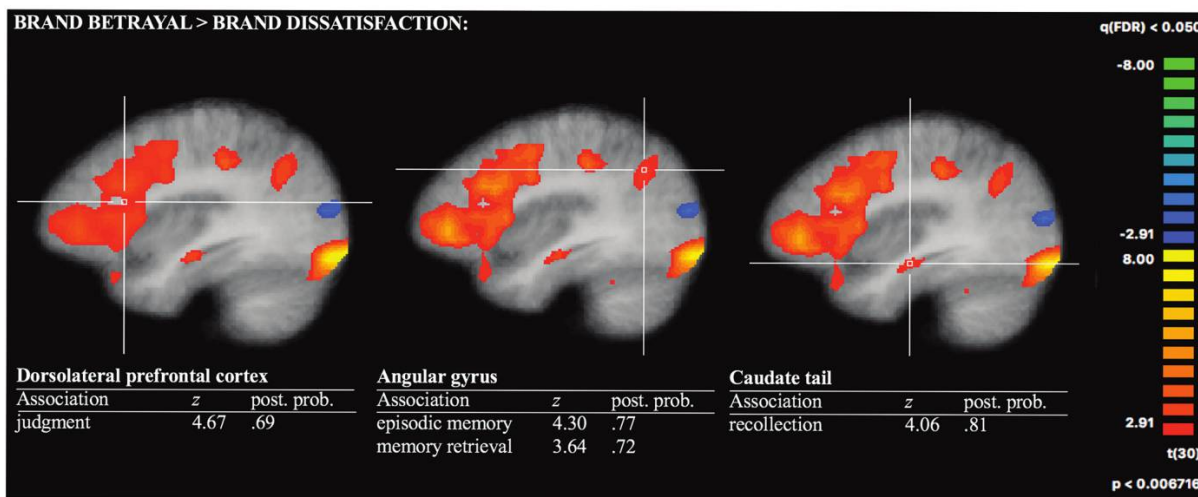 BRAND BETRAYAL > BRAND DISSATISFACTION:
q(FDR) < 0.050
-8.00
-2.91
8.00
2.91
t(30)
p < 0.006716
Dorsolateral prefrontal cortex
Association z post. prob.
judgment 4.67 .69
Angular gyrus
Association z post. prob.
episodic memory 4.30 .77
memory retrieval 3.64 .72
Caudate tail
Association z post. prob.
recollection 4.06 .81